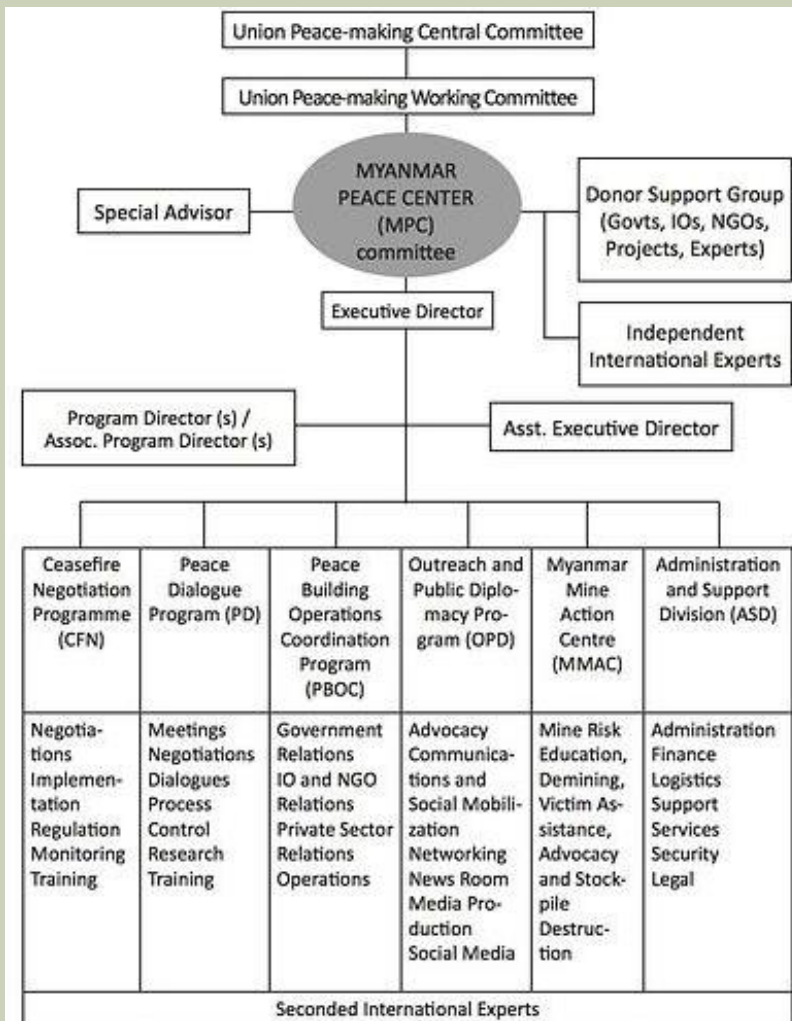 Union Peace-making Central Committee
Union Peace-making Working Committee
MYANMAR
PEACE CENTER
(MPC)
committee
Special Advisor
Donor Support Group
(Govts, IOs, NGOs,
Projects, Experts)
Executive Director
Independent
International Experts
Program Director (s) /
Assoc. Program Director (s)
Asst. Executive Director
Ceasefire
Negotiation
Programme
(CFN)
Peace
Dialogue
Program (PD)
Peace
Building
Operations
Coordination
Program
(PBOC)
Outreach and
Public Diplo-
macy Pro-
gram (OPD)
Myanmar
Mine
Action
Centre
(MMAC)
Administration
and Support
Division (ASD)
Negotia-
tions
Implemen-
tation
Regulation
Monitoring
Training
Meetings
Negotiations
Dialogues
Process
Control
Research
Training
Government
Relations
IO and NGO
Relations
Private Sector
Relations
Operations
Advocacy
Communica-
tions and
Social Mobili-
zation
Networking
News Room
Media Pro-
duction
Social Media
Mine Risk
Education,
Demining,
Victim As-
sistance,
Advocacy
and Stock-
pile
Destruc-
tion
Administration
Finance
Logistics
Support
Services
Security
Legal
Seconded International Experts